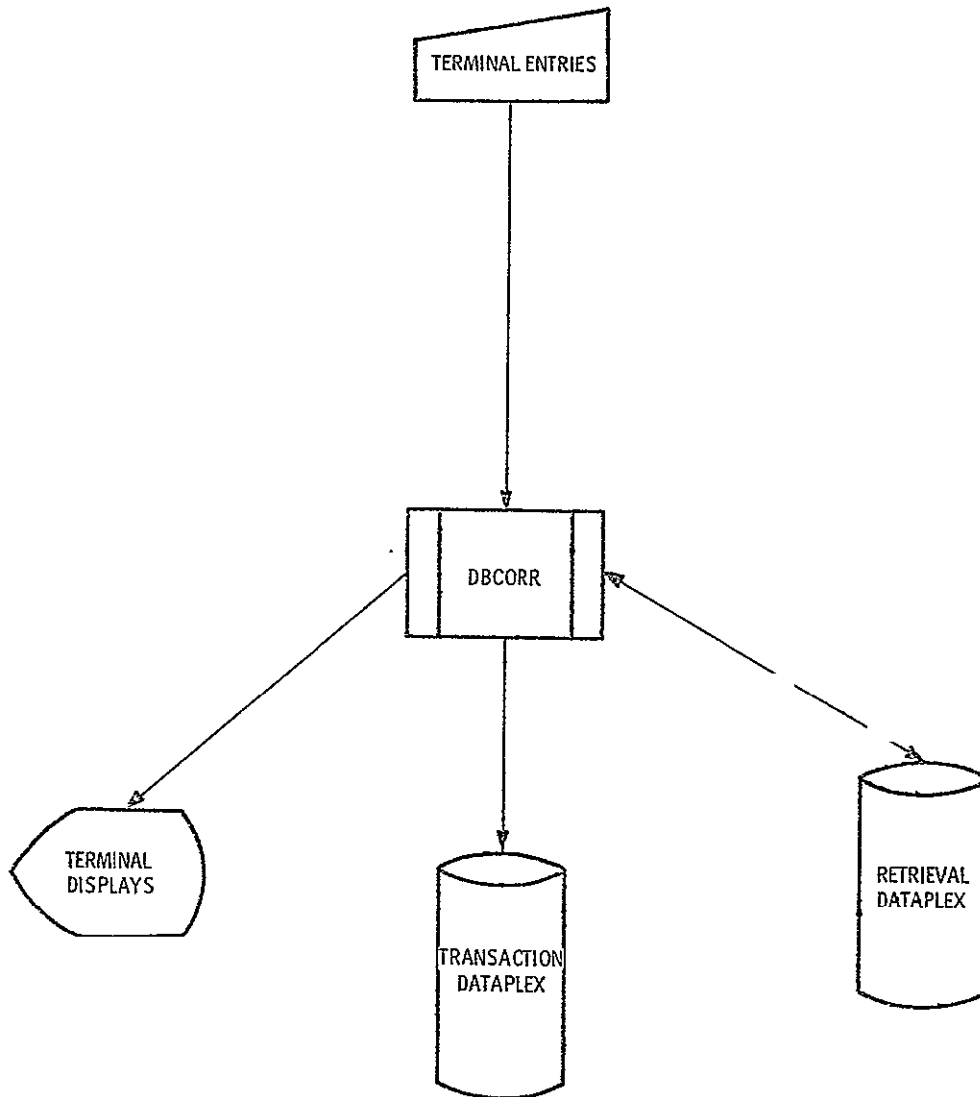 TERMINAL ENTRIES
DBCORR
TERMINAL
DISPLAYS
TRANSACTION
DATAPLEX
RETRIEVAL
DATAPLEX